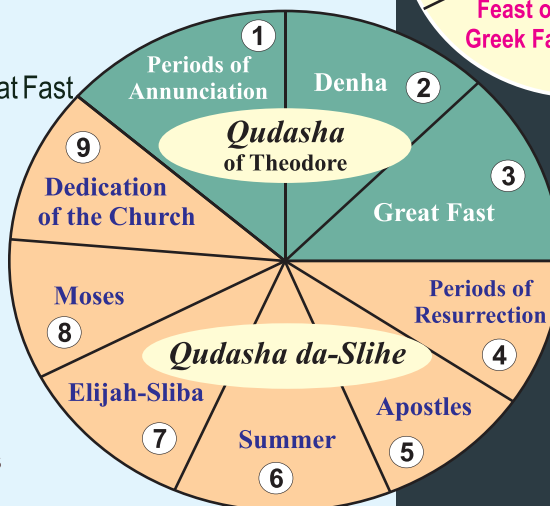 Feast
Greek
at Fast
1
Periods of
Annunciation
Denha
2
Qudasha
of Theodore
3
Great Fast
9
Dedication
of the Church
Moses
8
Periods of
Resurrection
4
Qudasha da-Slihe
Elijah-Sliba
7
Apostles
5
Summer
6